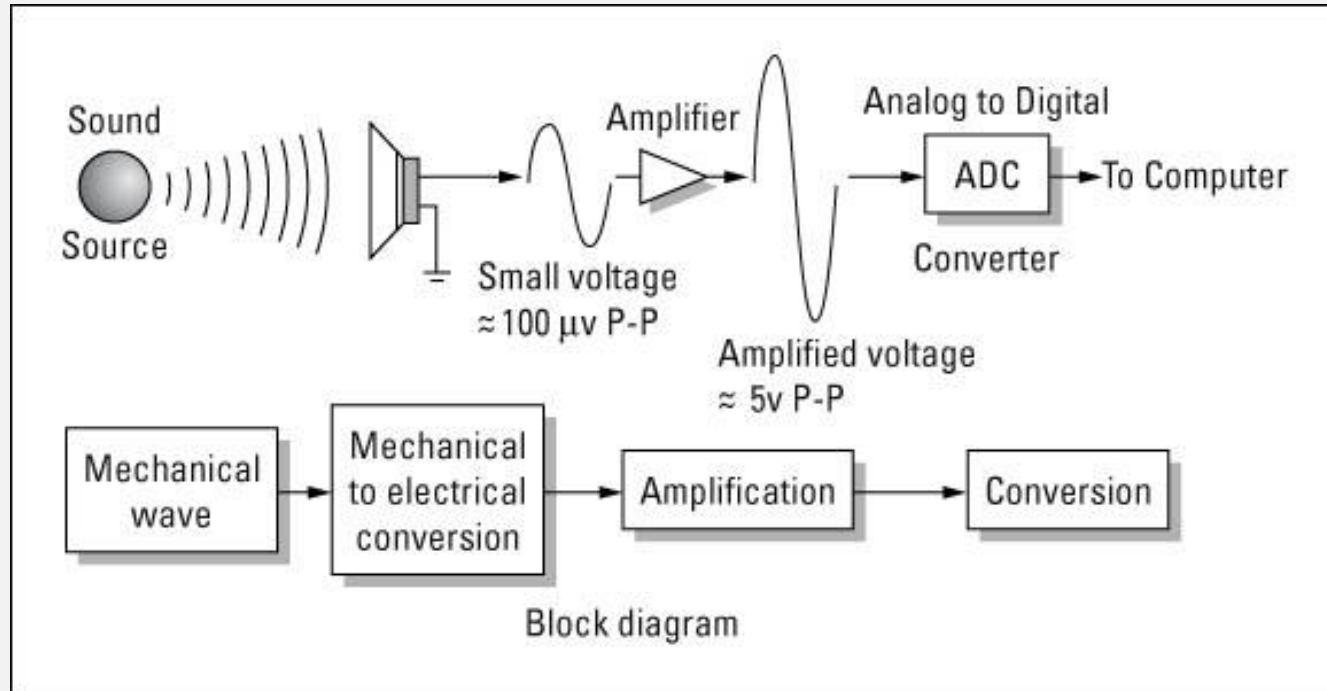 Sound
Source
Small voltage
≈ 100 μv P-P
Amplifier
Amplified voltage
≈ 5v P-P
Analog to Digital
ADC
Converter
To Computer
Mechanical
wave
Mechanical
to electrical
conversion
Amplification
Conversion
Block diagram